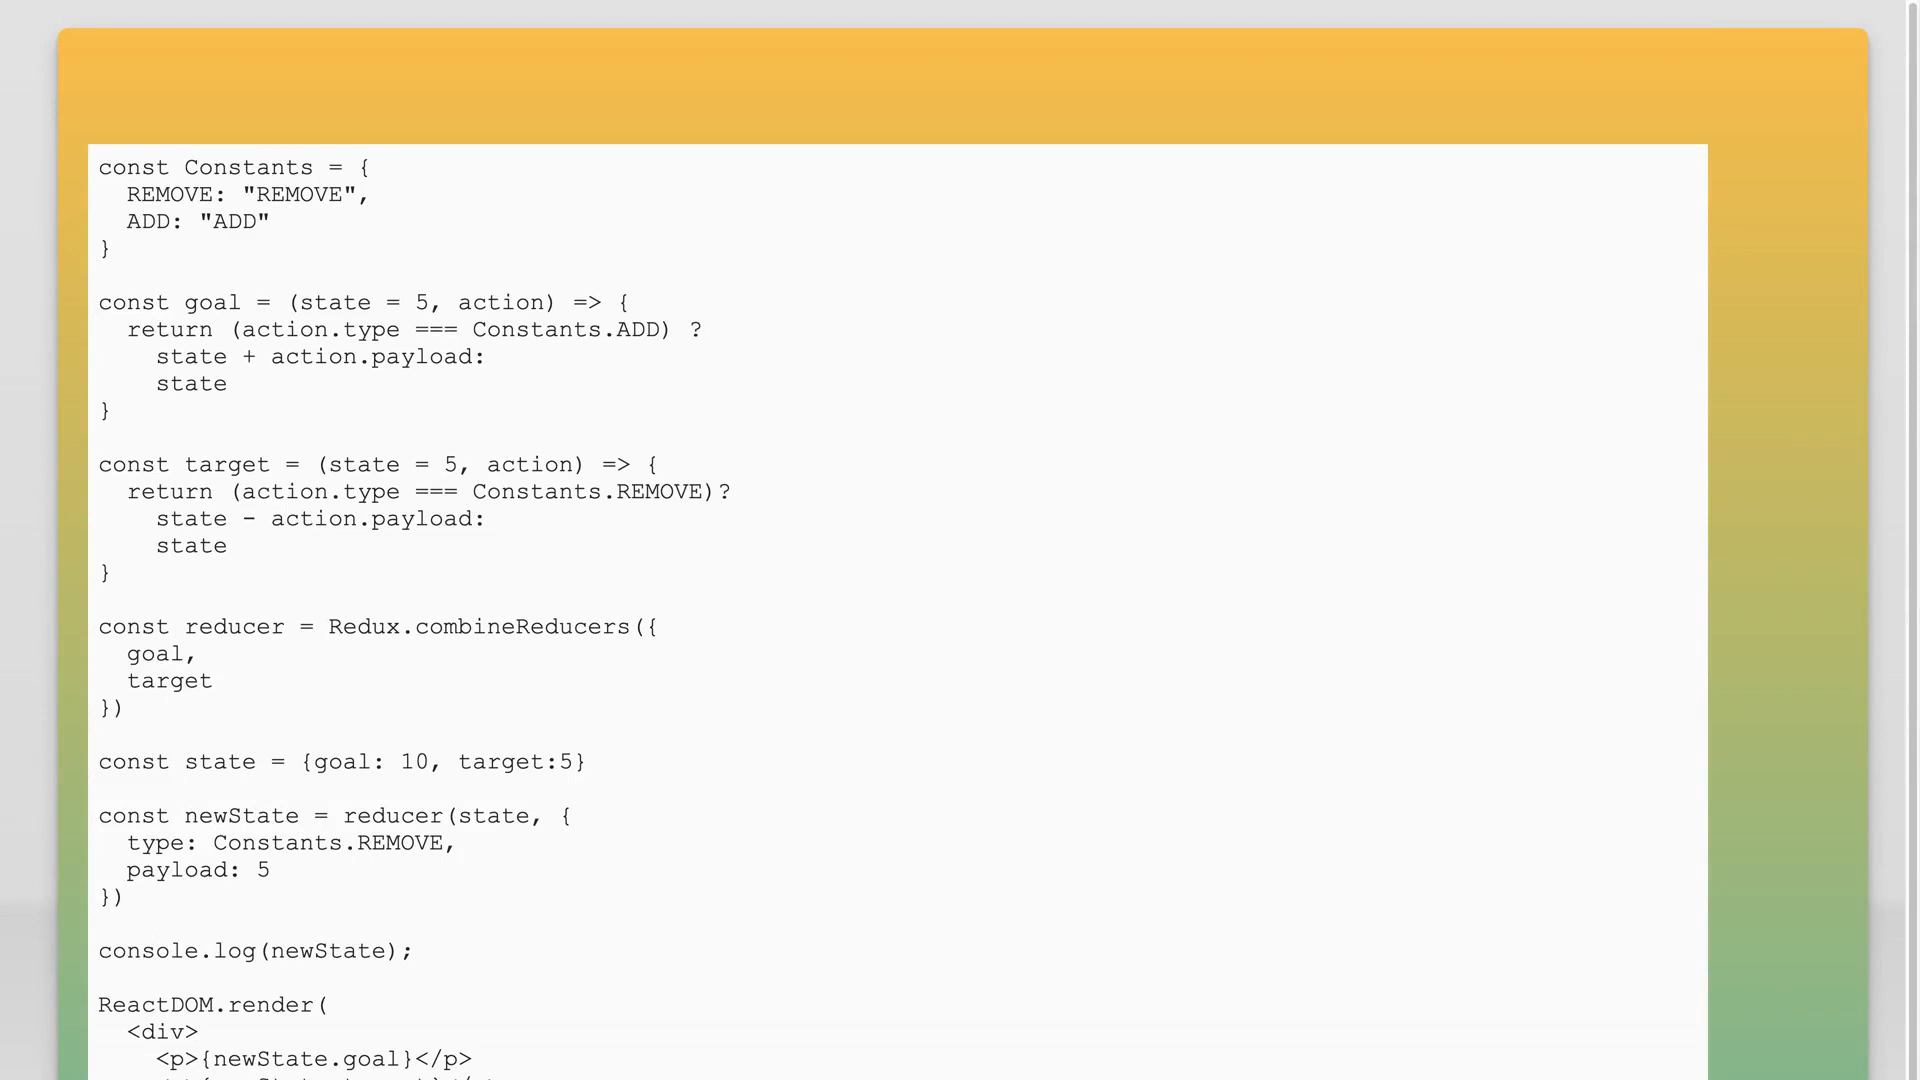 const Constants = {
  REMOVE: "REMOVE",
  ADD: "ADD"
}

const goal = (state = 5, action) => {
  return (action.type === Constants.ADD) ?
    state + action.payload:
    state
}

const target = (state = 5, action) => {
  return (action.type === Constants.REMOVE)?
    state - action.payload:
    state
}

const reducer = Redux.combineReducers({
  goal,
  target
})

const state = {goal: 10, target:5}

const newState = reducer(state, {
  type: Constants.REMOVE,
  payload: 5
})

console.log(newState);

ReactDOM.render(
  <div>
    <p>{newState.goal}</p>